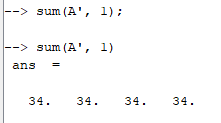 --> sum(A', 1);
--> sum(A', 1)
ans  =
34.   34.   34.   34.